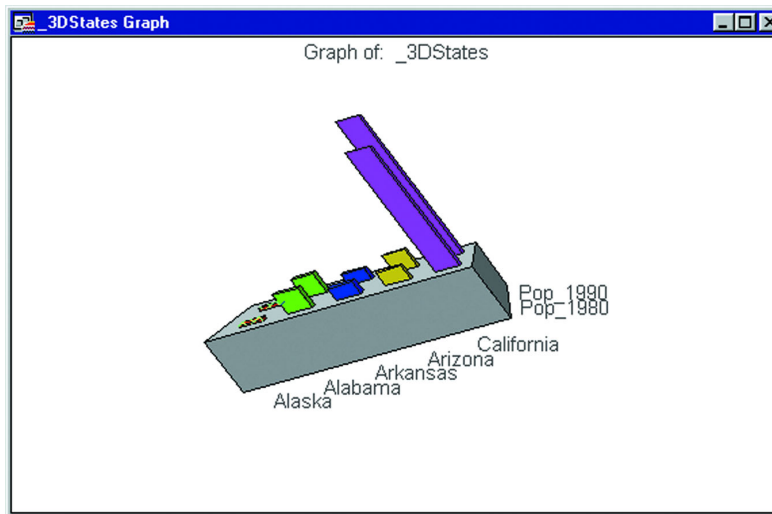 _3DStates Graph
Graph of: _3DStates
Pop_1990
Pop_1980
California
Arizona
Arkansas
Alabama
Alaska